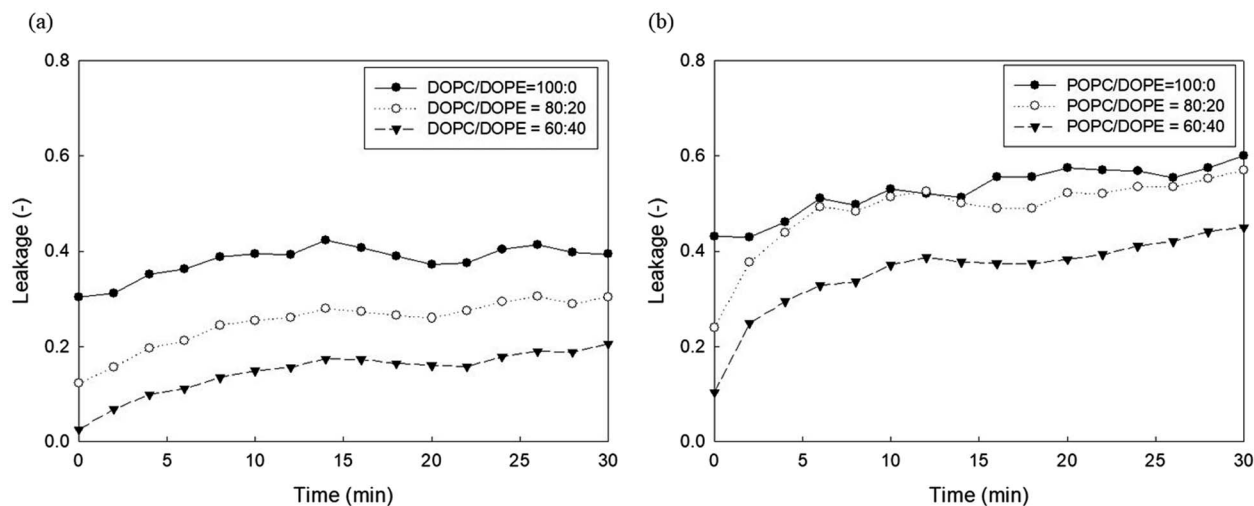 (a)
0.8
0.6
0.4
0.2
0.0
Leakage (-)
DOPC/DOPE=100:0
DOPC/DOPE = 80:20
DOPC/DOPE = 60:40
0 5 10 15 20 25 30
Time (min)
(b)
0.8
0.6
0.4
0.2
0.0
Leakage (-)
POPC/DOPE=100:0
POPC/DOPE = 80:20
POPC/DOPE = 60:40
0 5 10 15 20 25 30
Time (min)